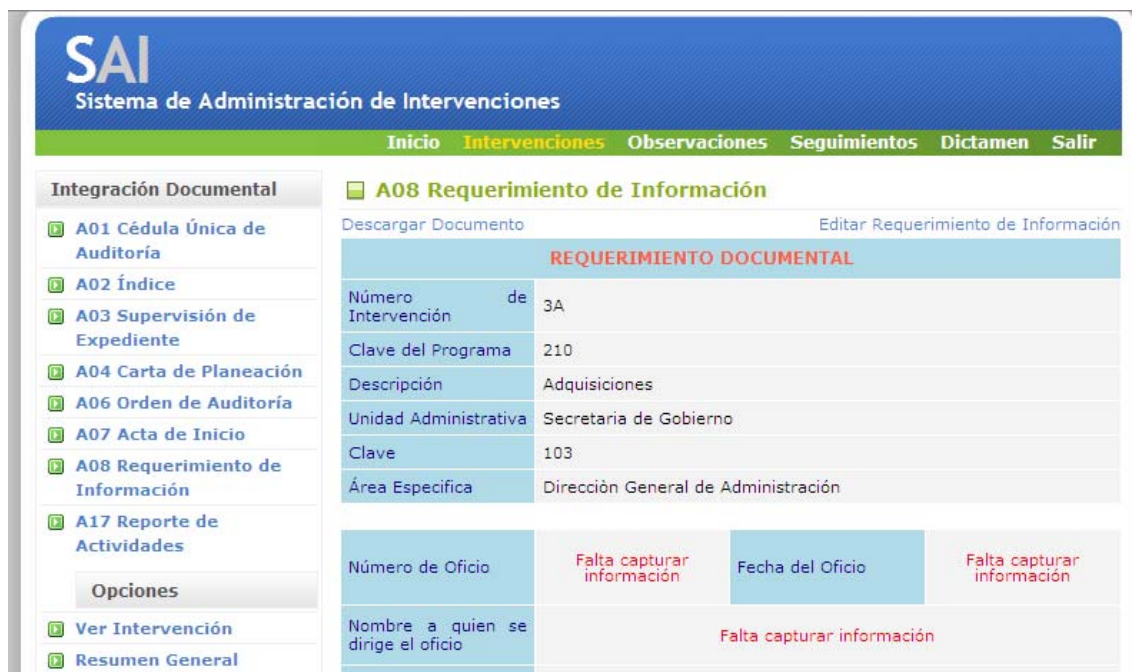 SAI
Sistema de Administración de Intervenciones
Inicio Intervenciones Observaciones Seguimientos Dictamen Salir
Integración Documental
A01 Cédula Única de
Auditoría
A02 Índice
A03 Supervisión de
Expediente
A04 Carta de Planeación
A06 Orden de Auditoría
A07 Acta de Inicio
A08 Requerimiento de
Información
A17 Reporte de
Actividades
Opciones
Ver Intervención
Resumen General
A08 Requerimiento de Información
Descargar Documento Editar Requerimiento de Información
REQUERIMIENTO DOCUMENTAL
Número de
Intervención
3A
Clave del Programa 210
Descripción Adquisiciones
Unidad Administrativa Secretaria de Gobierno
Clave 103
Área Especifica Direcciòn General de Administración
Número de Oficio
Falta capturar
información
Fecha del Oficio
Falta capturar
información
Nombre a quien se
dirige el oficio
Falta capturar información